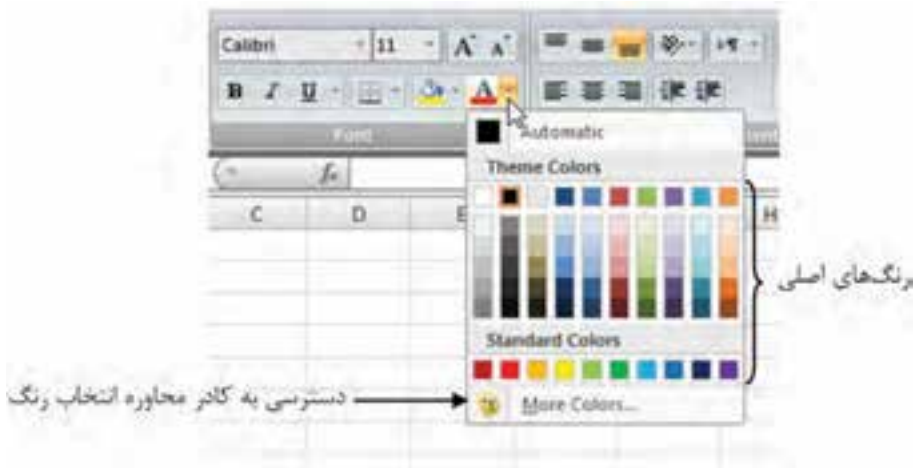 Calibri 11 A A
B I U A
Font
Automatic
Theme Colors
fx
C D E H
رنگ‌های اصلی
Standard Colors
More Colors...
دسترسی به کادر محاوره انتخاب رنگ